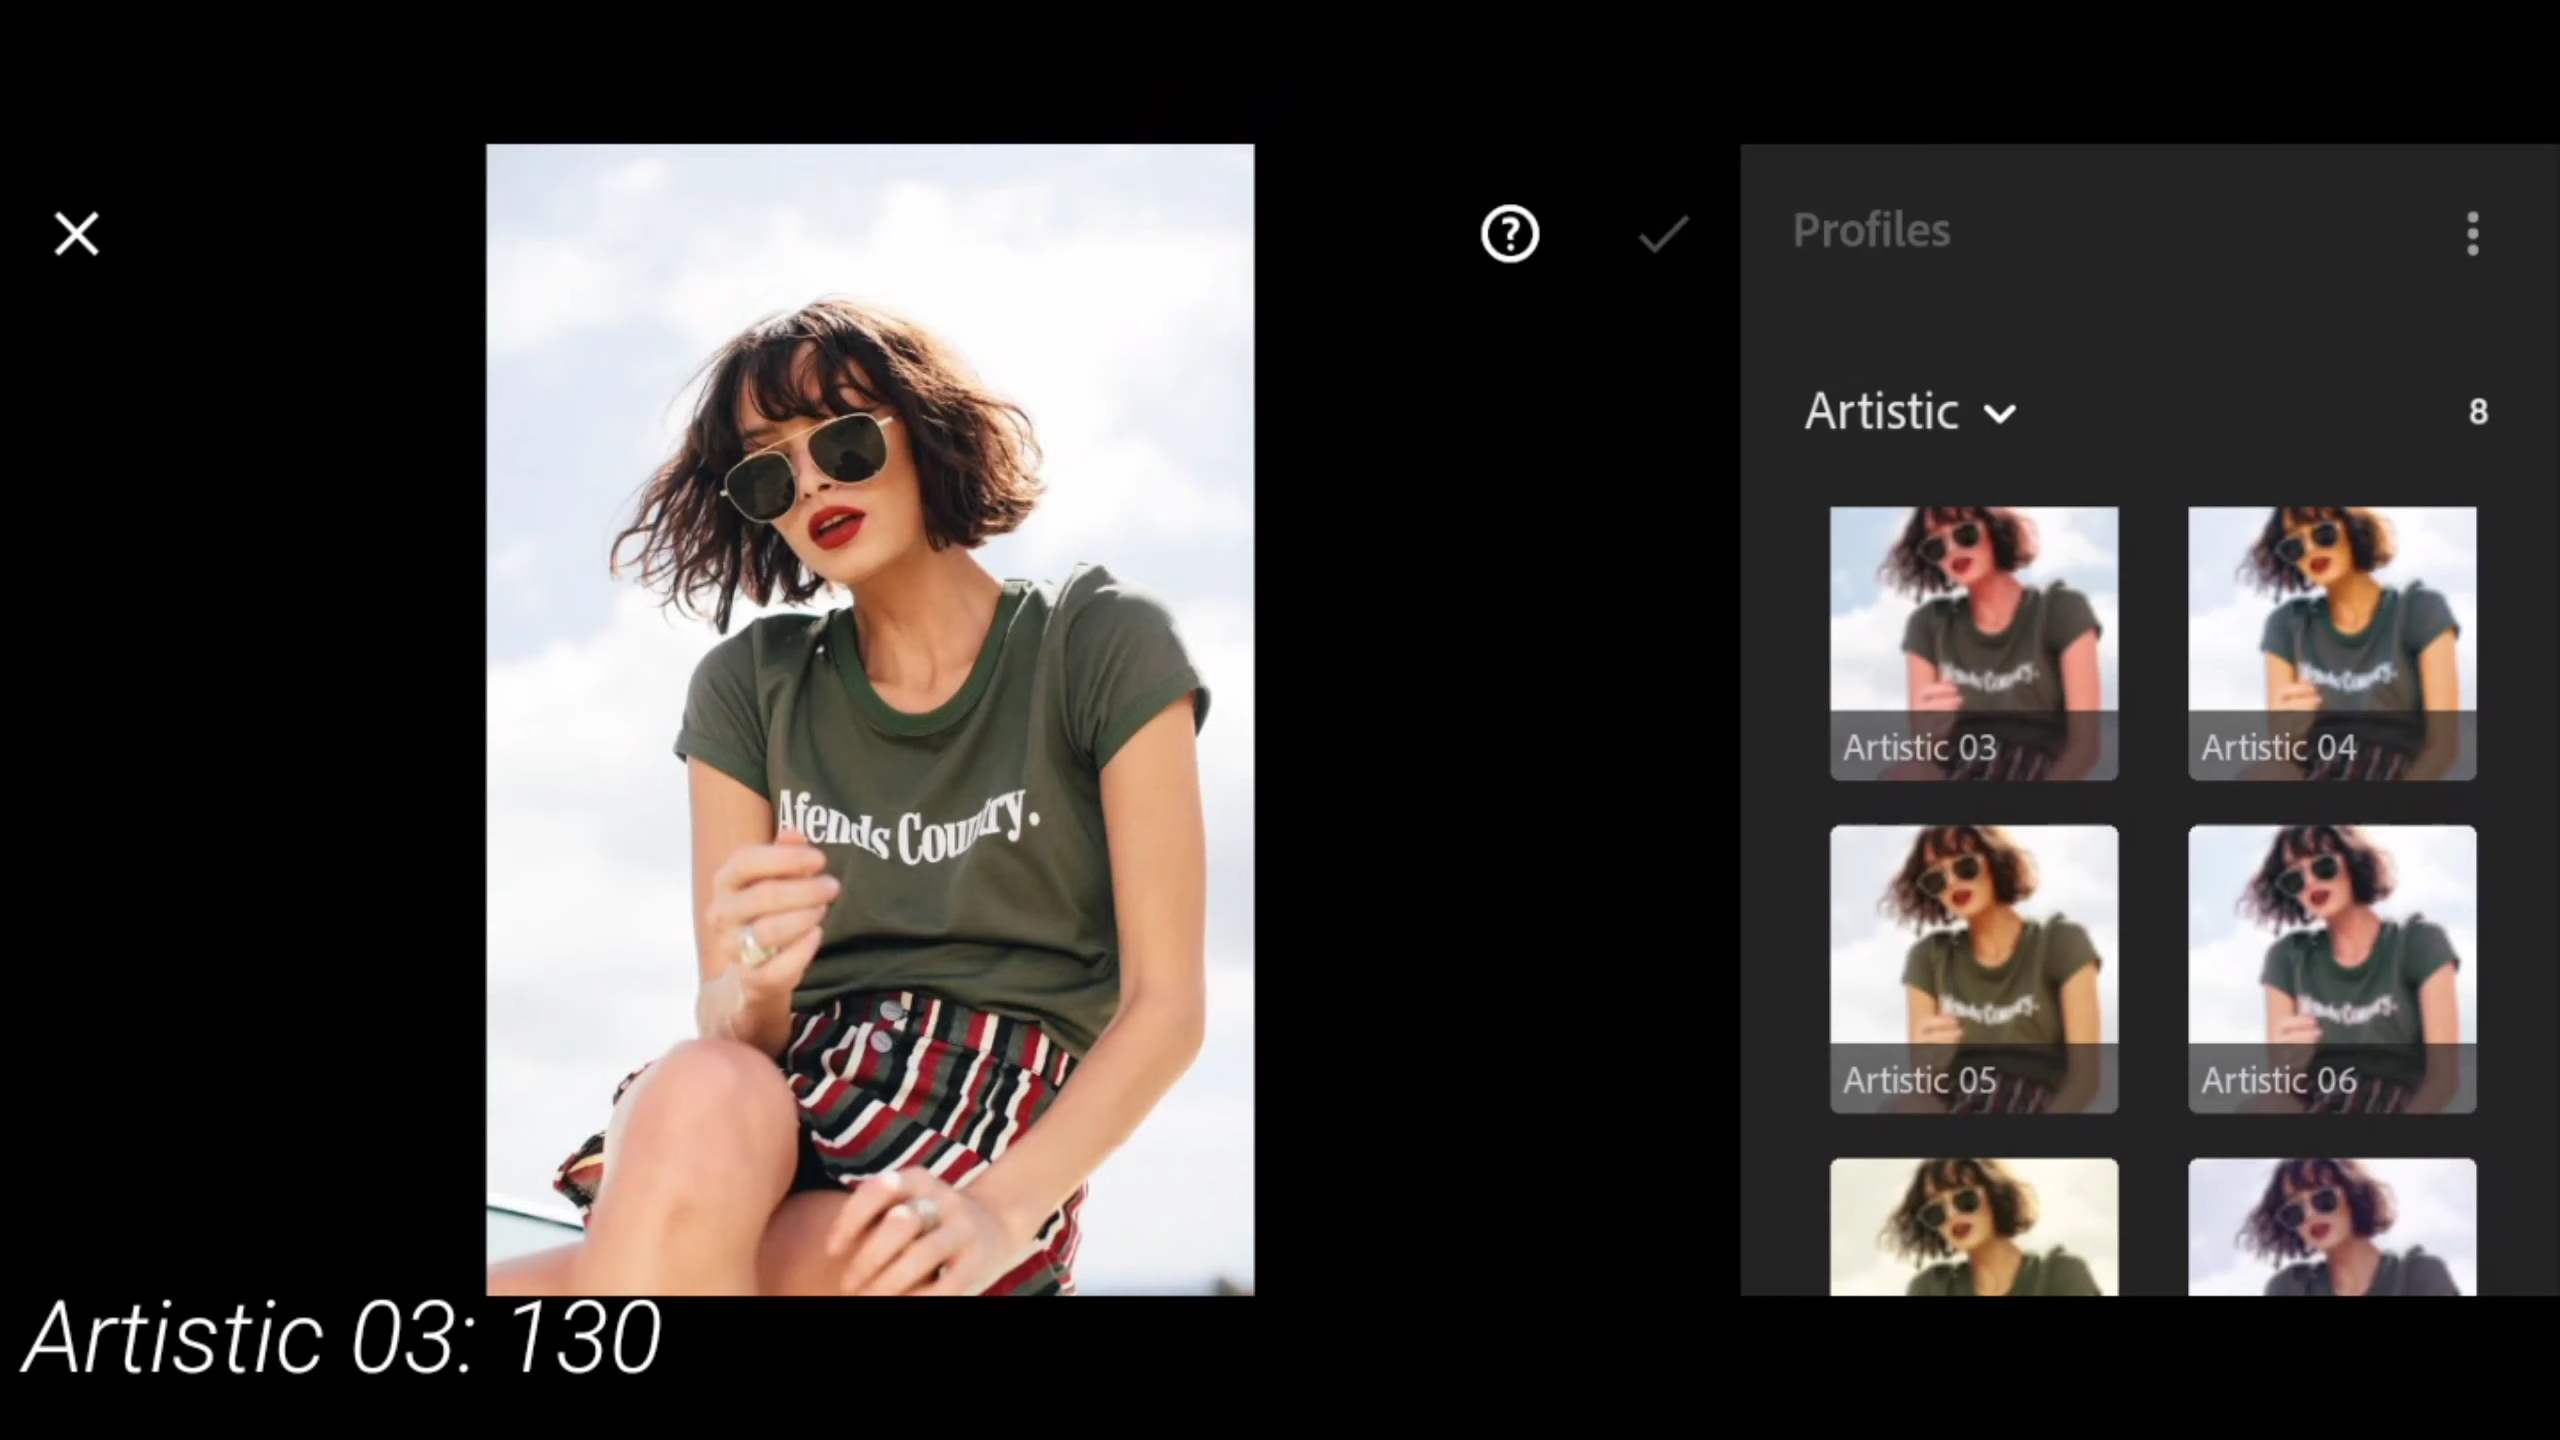 Profiles
Artistic
8
Afends Country.
Artistic 03
Artistic 04
Artistic 05
Artistic 06
Artistic 03: 130